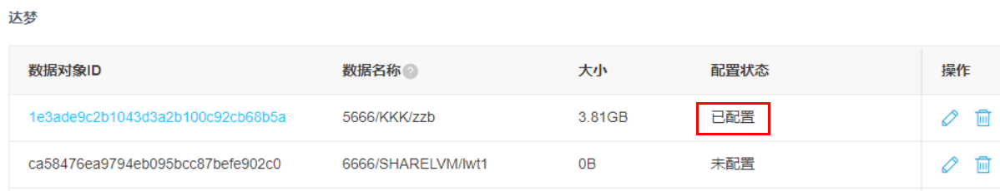 达梦
数据对象ID 数据名称 ? 大小 配置状态 操作
1e3ade9c2b1043d3a2b100c92cb68b5a 5666/KKK/zzb 3.81GB 已配置
ca58476ea9794eb095bcc87befe902c0 6666/SHARELVM/lwt1 0B 未配置